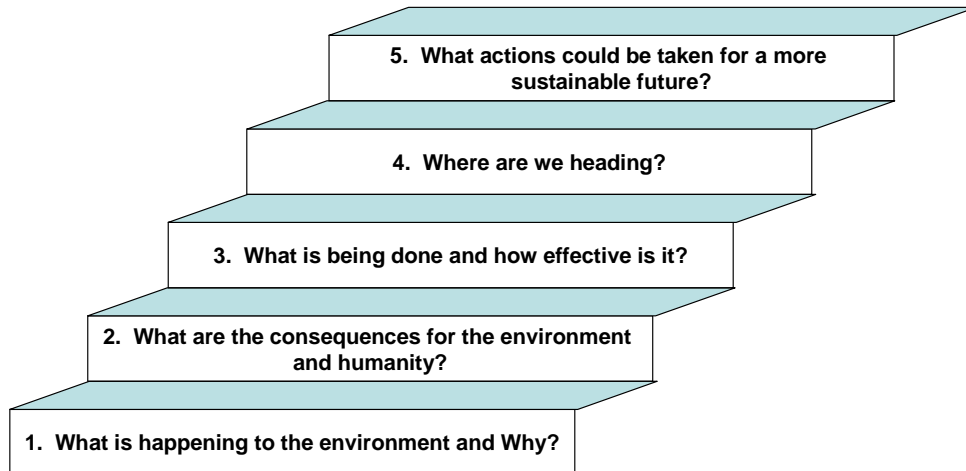 5. What actions could be taken for a more
sustainable future?
4. Where are we heading?
3. What is being done and how effective is it?
2. What are the consequences for the environment
and humanity?
1. What is happening to the environment and Why?